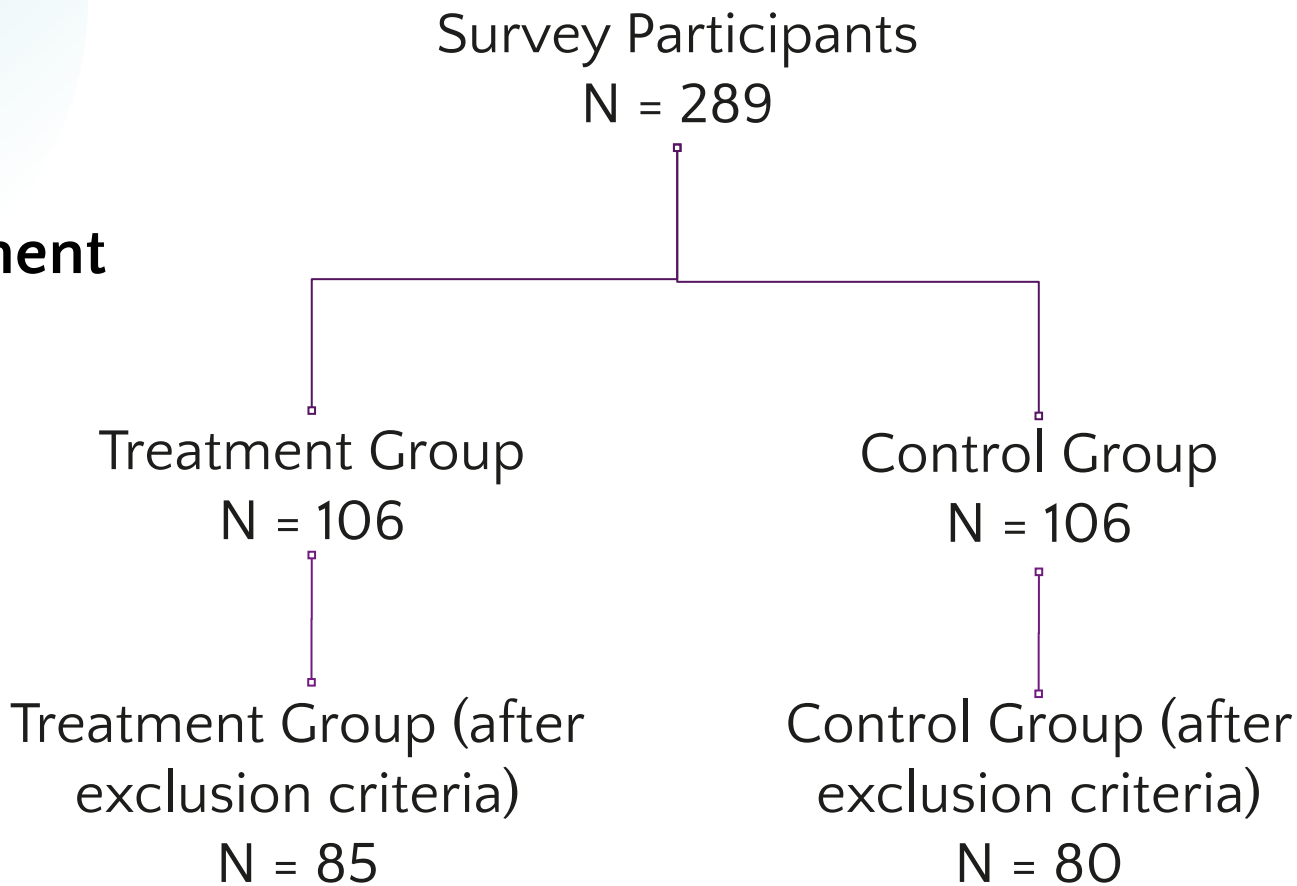 Survey Participants
N = 289
ment
Treatment Group
N = 106
Control Group
N = 106
Treatment Group (after
exclusion criteria)
N = 85
Control Group (after
exclusion criteria)
N = 80